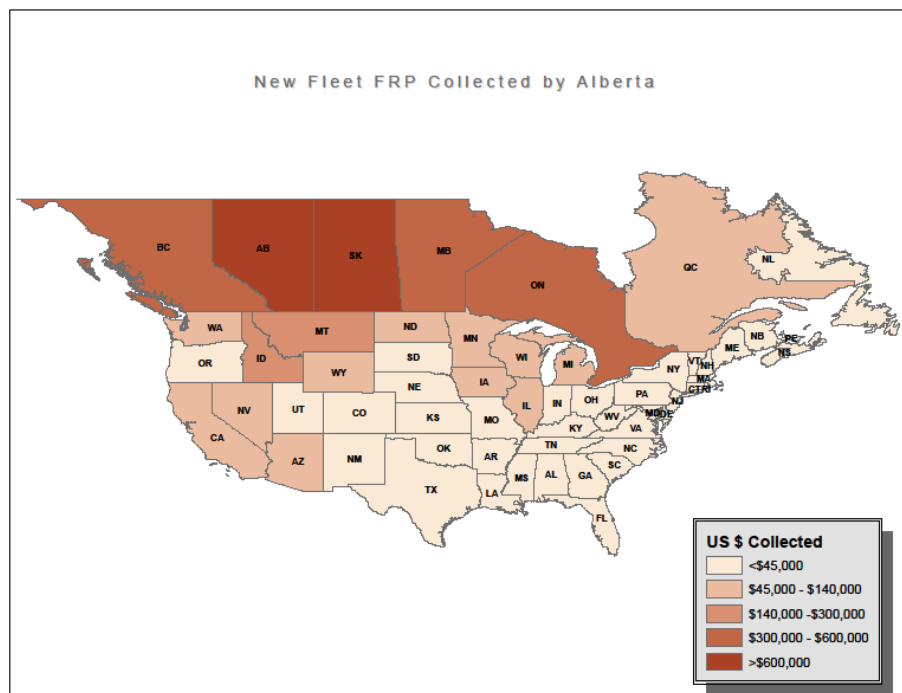 New Fleet FRP Collected by Alberta
BC
AB
SK
MB
ON
QC
NL
WA
MT
ND
MN
WI
MI
VT
NH
ME
NB
PE
NS
OR
ID
WY
SD
IA
IL
NY
MA
CT
RI
NV
UT
NE
IN
OH
PA
NJ
CA
CO
KS
MO
KY
WV
MD
DE
VA
AZ
NM
OK
AR
TN
NC
TX
LA
MS
AL
GA
SC
FL
US $ Collected
<$45,000
$45,000 - $140,000
$140,000 -$300,000
$300,000 - $600,000
>$600,000